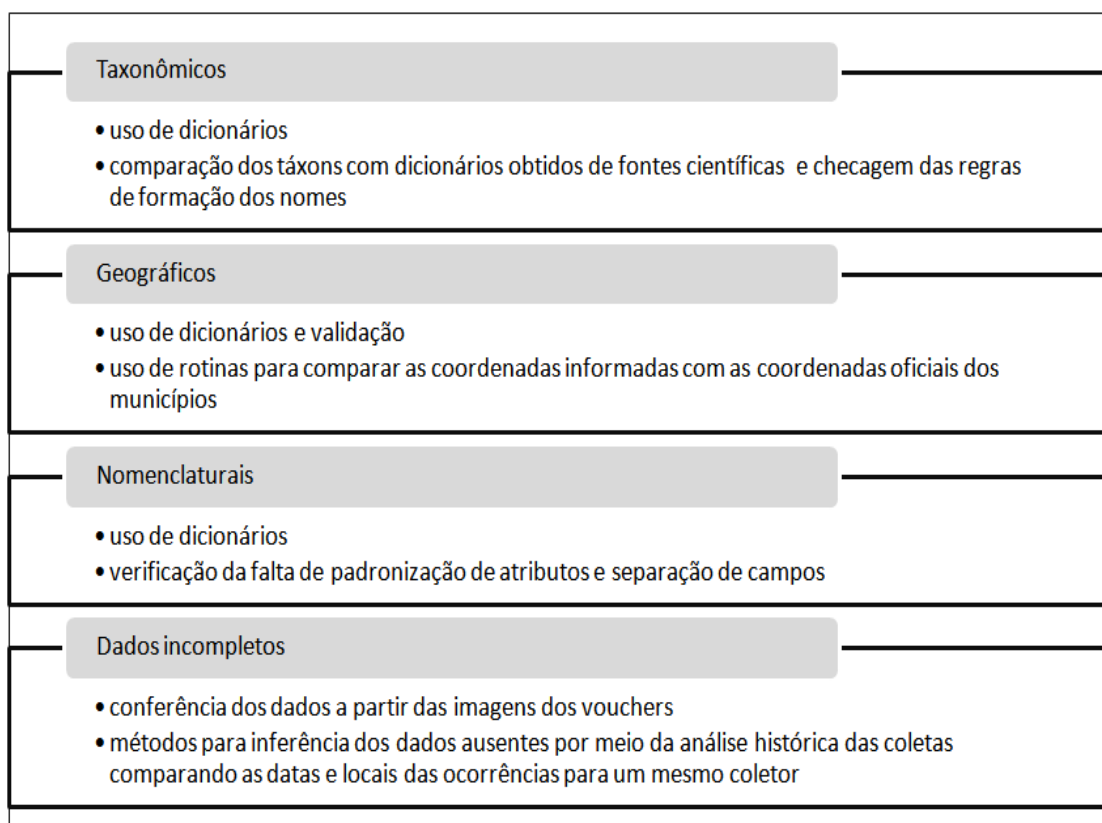 Taxonômicos
• uso de dicionários
• comparação dos táxons com dicionários obtidos de fontes científicas e checagem das regras
de formação dos nomes
Geográficos
• uso de dicionários e validação
• uso de rotinas para comparar as coordenadas informadas com as coordenadas oficiais dos
municípios
Nomenclaturais
• uso de dicionários
• verificação da falta de padronização de atributos e separação de campos
Dados incompletos
• conferência dos dados a partir das imagens dos vouchers
• métodos para inferência dos dados ausentes por meio da análise histórica das coletas
comparando as datas e locais das ocorrências para um mesmo coletor